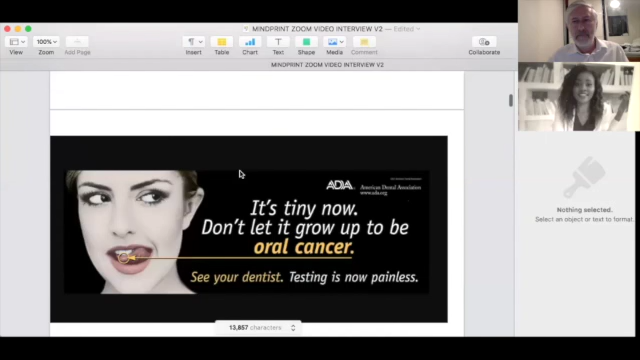 MINDPRINT ZOOM VIDEO INTERVIEW V2 — Edited
100%
View
Zoom
Add Page
Insert
Table
Chart
Text
Shape
Media
Comment
Collaborate
MINDPRINT ZOOM VIDEO INTERVIEW V2
ADA
American Dental Association
www.ada.org
It's tiny now.
Don't let it grow up to be
oral cancer.
See your dentist. Testing is now painless.
Nothing selected.
Select an object or text to format.
13,857 characters